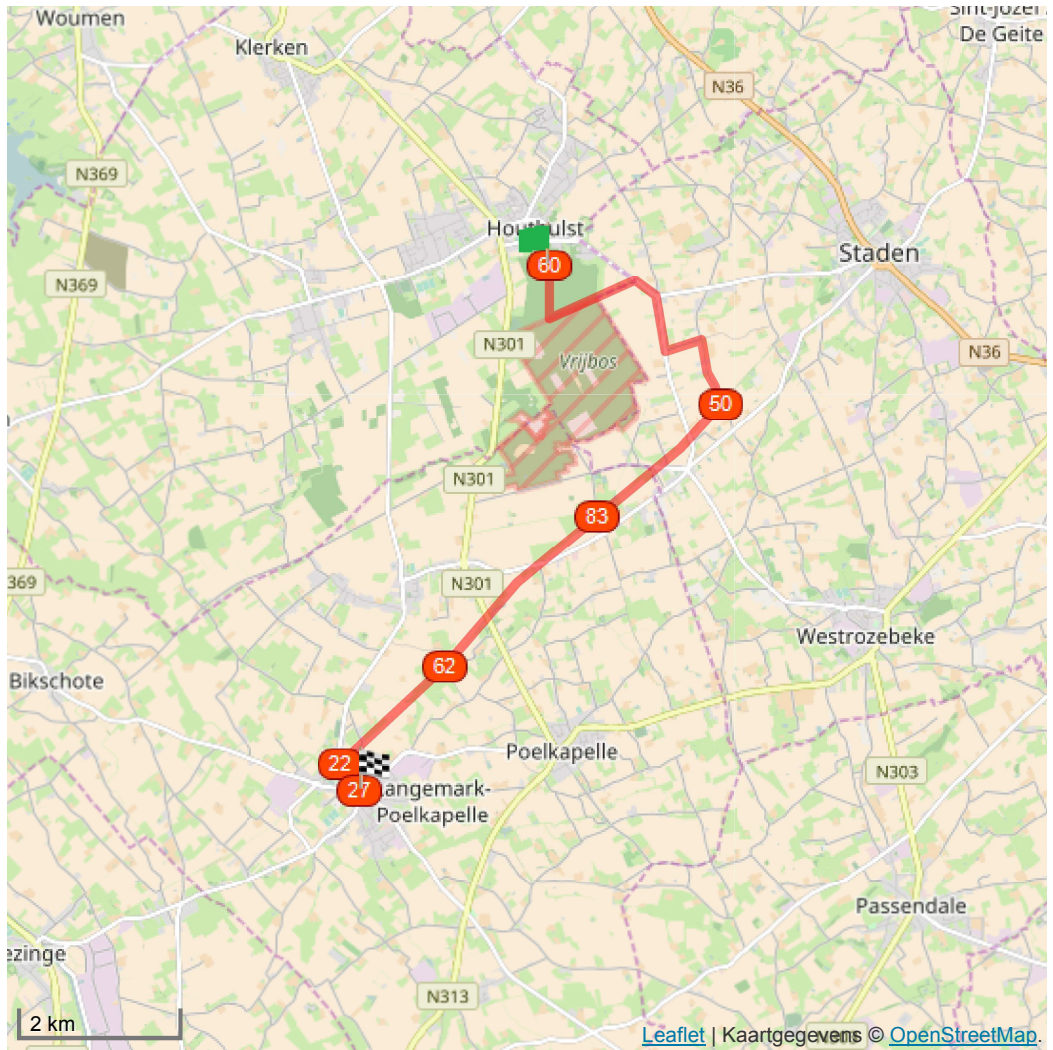 Woumen
Sint-Jozef
De Geite
Klerken
N36
N369
Houthulst
Staden
60
N369
N301
Vrijbos
N36
50
N301
83
369
N301
Westrozebeke
62
Bikschote
Poelkapelle
22
N303
27
Langemark-
Poelkapelle
Passendale
ezinge
N313
2 km
Leaflet | Kaartgegevens © OpenStreetMap.